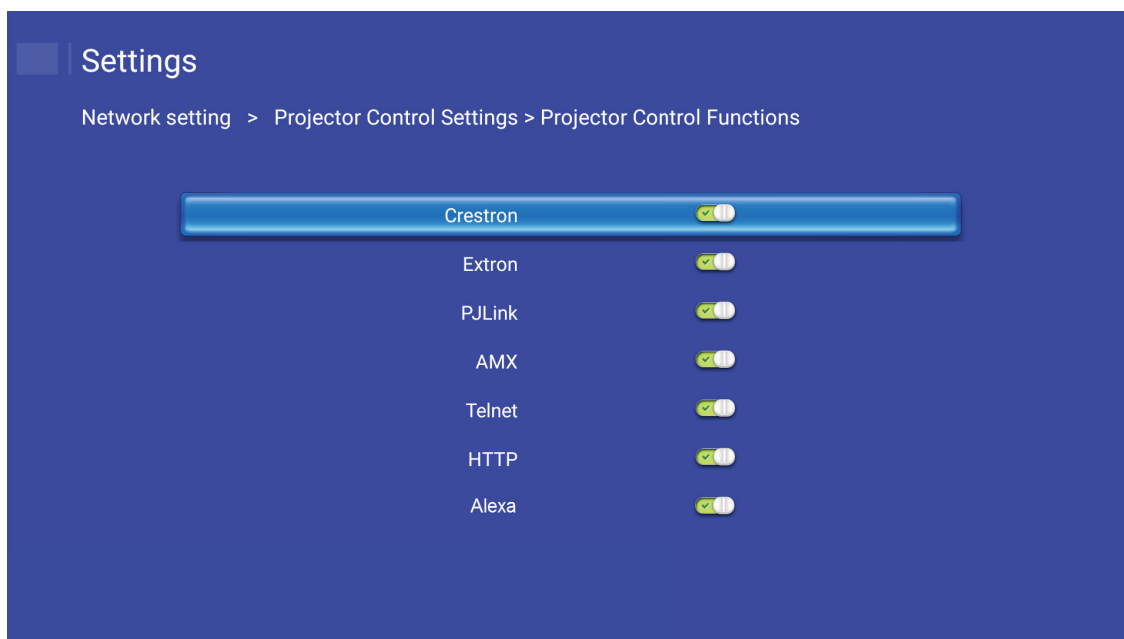 Settings
Network setting > Projector Control Settings > Projector Control Functions
Crestron
Extron
PJLink
AMX
Telnet
HTTP
Alexa